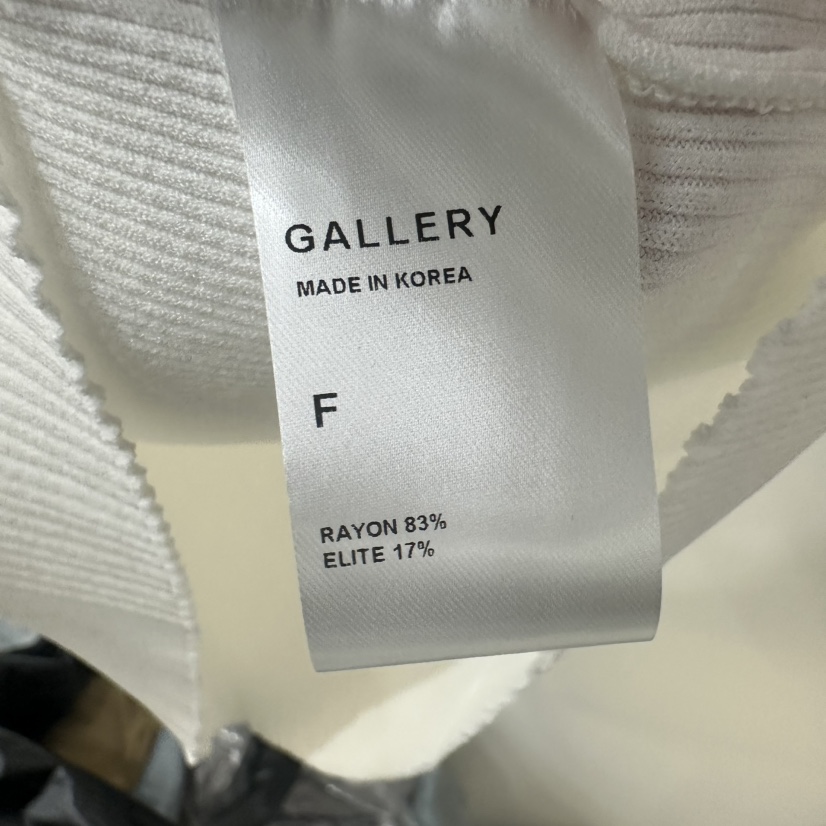 GALLERY
MADE IN KOREA
F
RAYON 83%
ELITE 17%